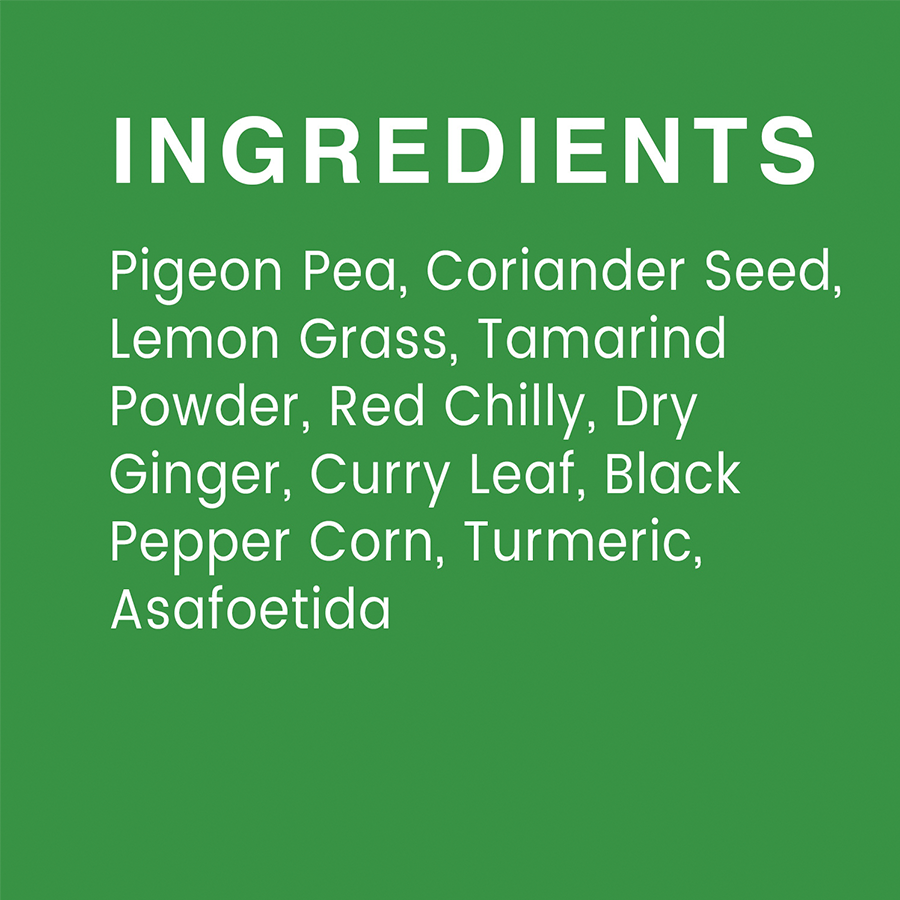 INGREDIENTS
Pigeon Pea, Coriander Seed,
Lemon Grass, Tamarind
Powder, Red Chilly, Dry
Ginger, Curry Leaf, Black
Pepper Corn, Turmeric,
Asafoetida